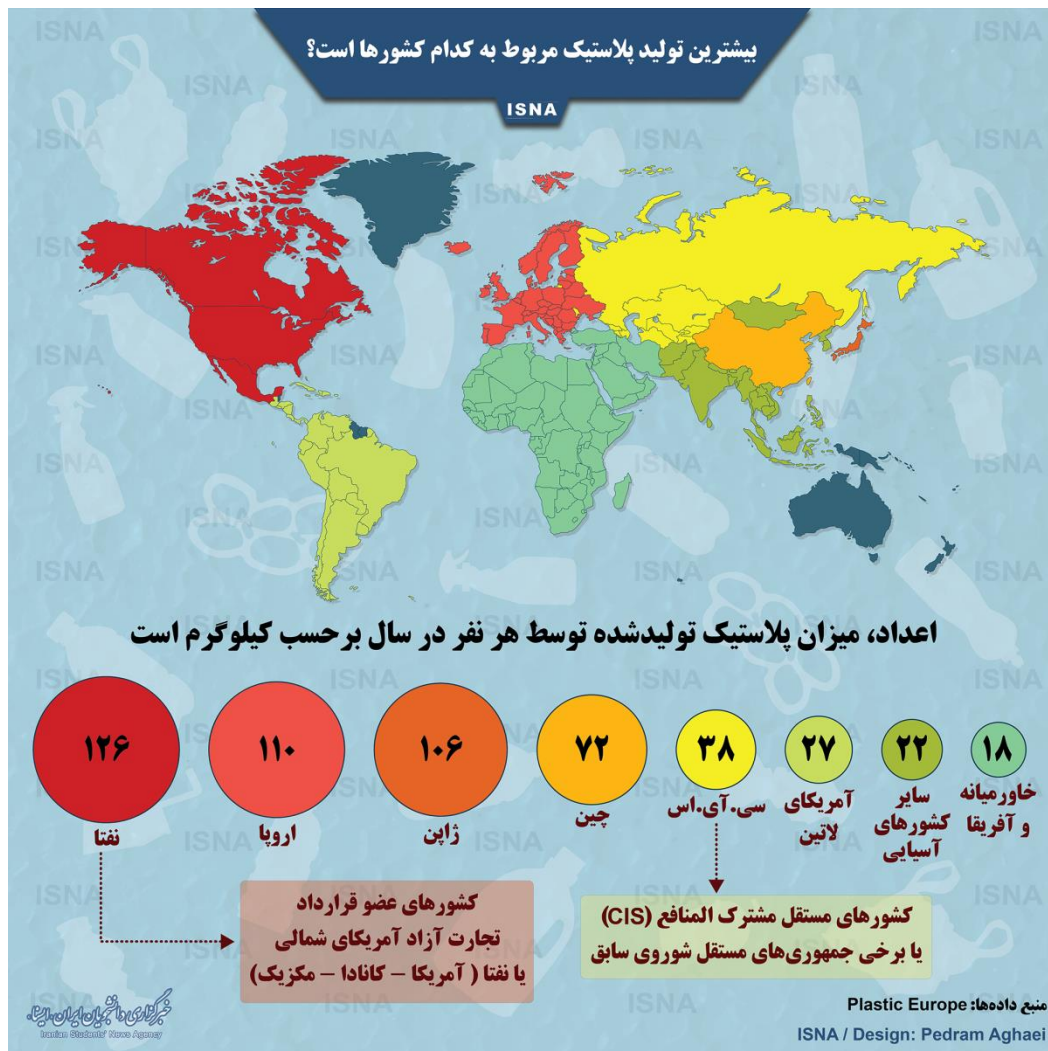 بیشترین تولید پلاستیک مربوط به کدام کشورها است؟
ISNA
اعداد، میزان پلاستیک تولیدشده توسط هر نفر در سال برحسب کیلوگرم است
۱۸
خاورمیانه
و آفریقا
۲۲
سایر
کشورهای
آسیایی
۲۷
آمریکای
لاتین
۳۸
سی.آی.اس
۷۲
چین
۱۰۶
ژاپن
۱۱۰
اروپا
۱۲۶
نفتا
کشورهای مستقل مشترک المنافع (CIS)
یا برخی جمهوری‌های مستقل شوروی سابق
کشورهای عضو قرارداد
تجارت آزاد آمریکای شمالی
یا نفتا ( آمریکا – کانادا – مکزیک)
منبع داده‌ها: Plastic Europe
ISNA / Design: Pedram Aghaei
خبرگزاری دانشجویان ایران، ایسنا.
Iranian Students' News Agency